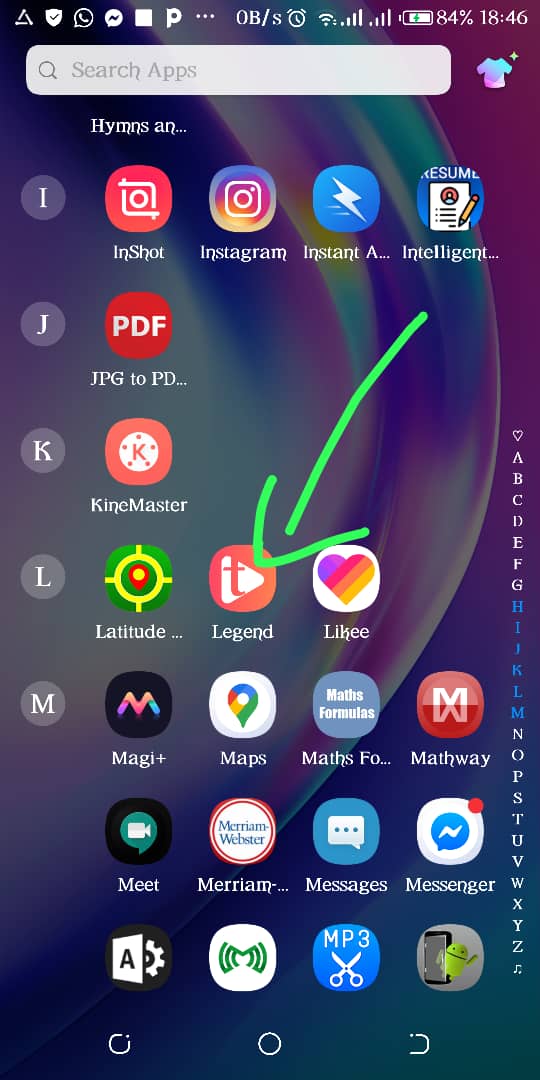 0B/s 84% 18:46
Search Apps
Hymns an...
I
RESUME
InShot Instagram Instant A... Intelligent...
J
PDF
JPG to PD...
K
K
KineMaster
L
t
Latitude ... Legend Likee
M
Maths
Formulas
M
Magi+ Maps Maths Fo... Mathway
Merriam-
Webster
Meet Merriam-... Messages Messenger
A
MP3
A
B
C
D
E
F
G
H
I
J
K
L
M
N
O
P
S
T
U
V
W
X
Y
Z